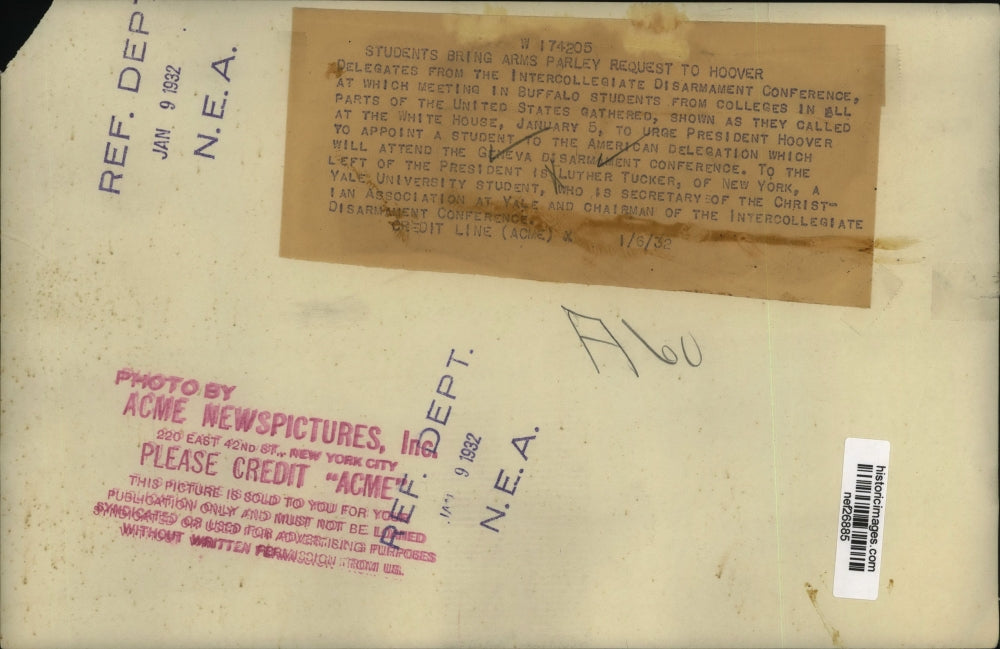 W 174205
STUDENTS BRING ARMS PARLEY REQUEST TO HOOVER
DELEGATES FROM THE INTERCOLLEGIATE DISARMAMENT CONFERENCE,
AT WHICH MEETING IN BUFFALO STUDENTS FROM COLLEGES IN ALL
PARTS OF THE UNITED STATES GATHERED, SHOWN AS THEY CALLED
AT THE WHITE HOUSE, JANUARY 5, TO URGE PRESIDENT HOOVER
TO APPOINT A STUDENT TO THE AMERICAN DELEGATION WHICH
WILL ATTEND THE GENEVA DISARMAMENT CONFERENCE. TO THE
LEFT OF THE PRESIDENT IS LUTHER TUCKER, OF NEW YORK, A
YALE UNIVERSITY STUDENT, WHO IS SECRETARY OF THE CHRIST-
IAN ASSOCIATION AT YALE AND CHAIRMAN OF THE INTERCOLLEGIATE
DISARMAMENT CONFERENCE.
CREDIT LINE (ACME) X 1/6/32
REF. DEPT
JAN 9 1932
N.E.A.
A60
PHOTO BY
ACME NEWSPICTURES, Inc
220 EAST 42ND ST., NEW YORK CITY
PLEASE CREDIT "ACME"
THIS PICTURE IS SOLD TO YOU FOR YOUR
PUBLICATION ONLY AND MUST NOT BE LOANED
SYNDICATED OR USED FOR ADVERTISING PURPOSES
WITHOUT WRITTEN PERMISSION FROM US.
REF. DEPT.
JAN 9 1932
N.E.A.
historicimages.com
nef26885